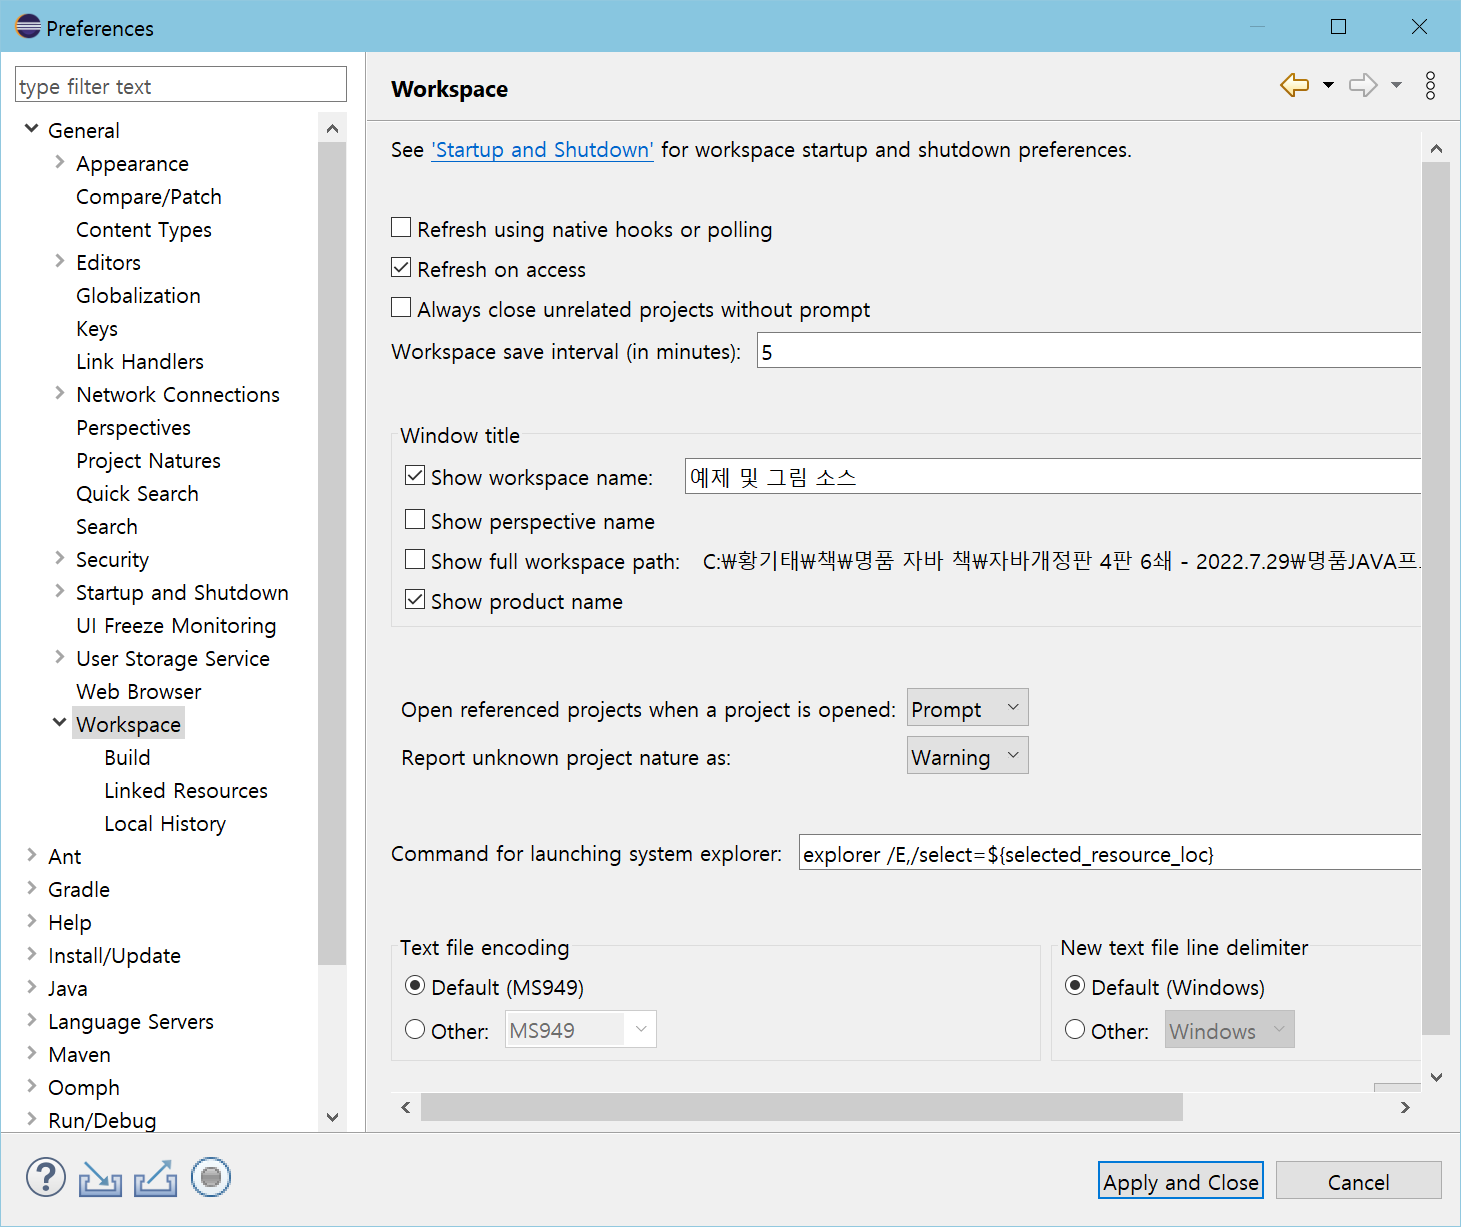 Preferences
type filter text
General
Appearance
Compare/Patch
Content Types
Editors
Globalization
Keys
Link Handlers
Network Connections
Perspectives
Project Natures
Quick Search
Search
Security
Startup and Shutdown
UI Freeze Monitoring
User Storage Service
Web Browser
Workspace
Build
Linked Resources
Local History
Ant
Gradle
Help
Install/Update
Java
Language Servers
Maven
Oomph
Run/Debug
Workspace
See 'Startup and Shutdown' for workspace startup and shutdown preferences.
Refresh using native hooks or polling
Refresh on access
Always close unrelated projects without prompt
Workspace save interval (in minutes): 5
Window title
Show workspace name: 예제 및 그림 소스
Show perspective name
Show full workspace path: C:₩황기태₩책₩명품 자바 책₩자바개정판 4판 6쇄 - 2022.7.29₩명품JAVA프
Show product name
Open referenced projects when a project is opened: Prompt
Report unknown project nature as: Warning
Command for launching system explorer: explorer /E,/select=${selected_resource_loc}
Text file encoding
Default (MS949)
Other: MS949
New text file line delimiter
Default (Windows)
Other: Windows
Apply and Close
Cancel